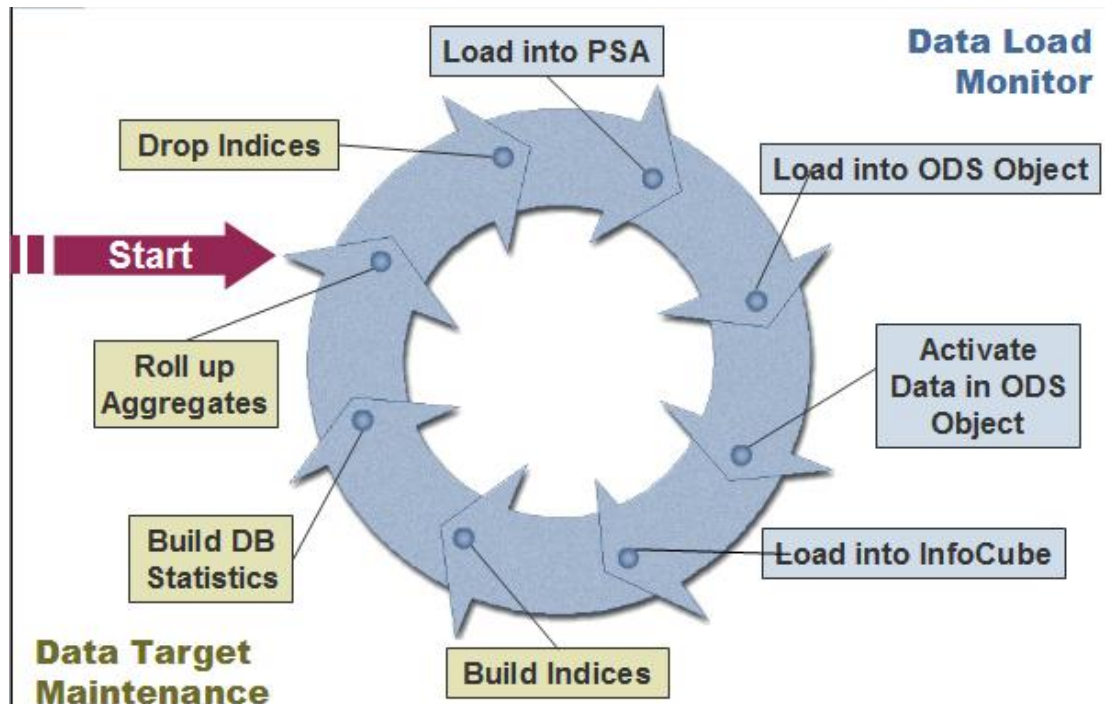 Load into PSA
Data Load
Monitor
Drop Indices
Load into ODS Object
Start
Roll up
Aggregates
Activate
Data in ODS
Object
Build DB
Statistics
Load into InfoCube
Build Indices
Data Target
Maintenance